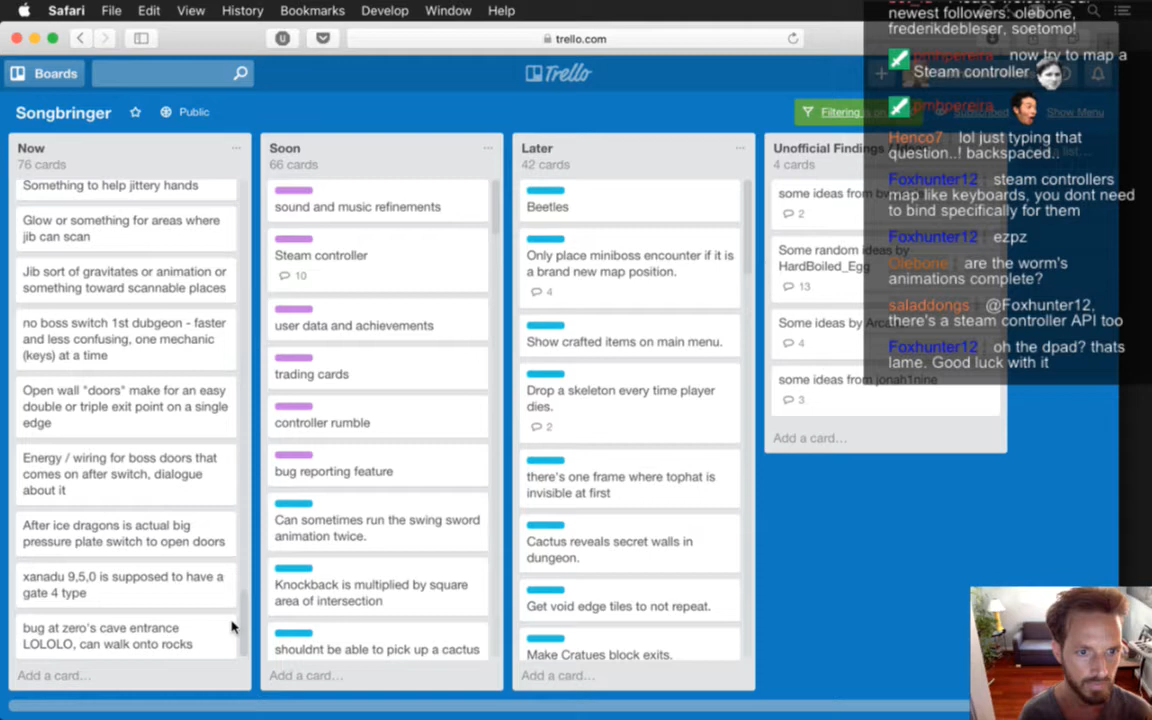 Safari File Edit View History Bookmarks Develop Window Help
trello.com
Boards
Trello
Songbringer
Public
Filtering is
subscribed
Show Menu
Now
76 cards
Something to help jittery hands
Glow or something for areas where
jib can scan
Jib sort of gravitates or animation or
something toward scannable places
no boss switch 1st dubgeon - faster
and less confusing, one mechanic
(keys) at a time
Open wall "doors" make for an easy
double or triple exit point on a single
edge
Energy / wiring for boss doors that
comes on after switch, dialogue
about it
After ice dragons is actual big
pressure plate switch to open doors
xanadu 9,5,0 is supposed to have a
gate 4 type
bug at zero's cave entrance
LOLOLO, can walk onto rocks
Add a card...
Soon
66 cards
sound and music refinements
Steam controller
10
user data and achievements
trading cards
controller rumble
bug reporting feature
Can sometimes run the swing sword
animation twice.
Knockback is multiplied by square
area of intersection
shouldnt be able to pick up a cactus
Add a card...
Later
42 cards
Beetles
Only place miniboss encounter if it is
a brand new map position.
4
Show crafted items on main menu.
Drop a skeleton every time player
dies.
2
there's one frame where tophat is
invisible at first
Cactus reveals secret walls in
dungeon.
Get void edge tiles to not repeat.
Make Cratues block exits.
Add a card...
Unofficial Findings
4 cards
some ideas from
2
Some random ideas by
HardBoiled_Egg
13
Some ideas by
4
some ideas from jonah1nine
3
Add a card...
newest followers: olebone,
frederikdebleser, soetomo!
pmhpereira now try to map a
Steam controller
pmhpereira
Henco7 lol just typing that
question..! backspaced..
Foxhunter12 steam controllers
map like keyboards, you dont need
to bind specifically for them
Foxhunter12 ezpz
Olebone are the worm's
animations complete?
saladdongs @Foxhunter12,
there's a steam controller API too
Foxhunter12 oh the dpad? thats
lame. Good luck with it